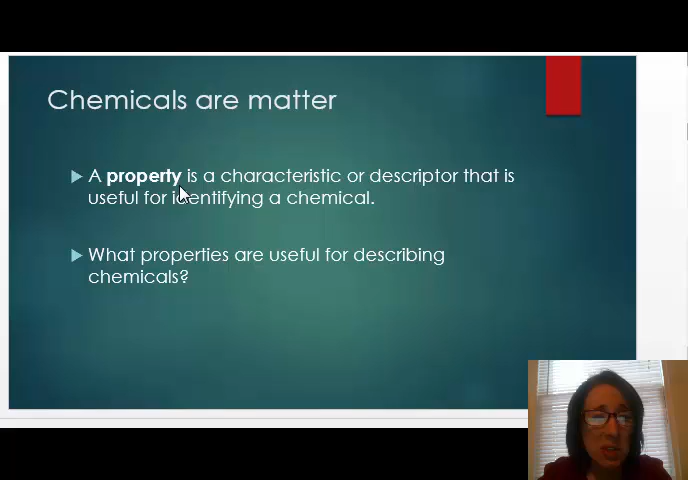 Chemicals are matter
A property is a characteristic or descriptor that is
useful for identifying a chemical.
What properties are useful for describing
chemicals?